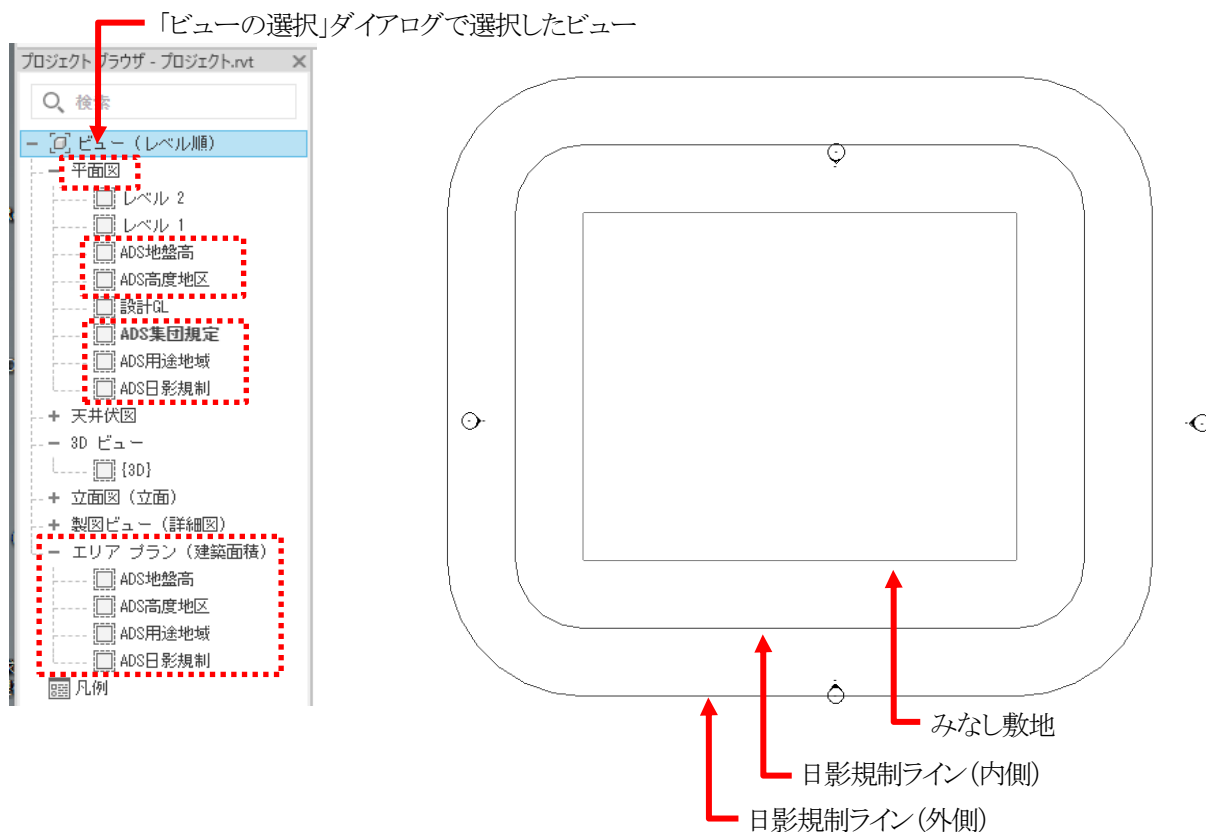 「ビューの選択」ダイアログで選択したビュー
プロジェクト ブラウザ - プロジェクト.rvt
検索
ビュー (レベル順)
平面図
レベル 2
レベル 1
ADS地盤高
ADS高度地区
設計GL
ADS集団規定
ADS用途地域
ADS日影規制
天井伏図
3D ビュー
{3D}
立面図 (立面)
製図ビュー (詳細図)
エリア プラン (建築面積)
ADS地盤高
ADS高度地区
ADS用途地域
ADS日影規制
凡例
みなし敷地
日影規制ライン(内側)
日影規制ライン(外側)